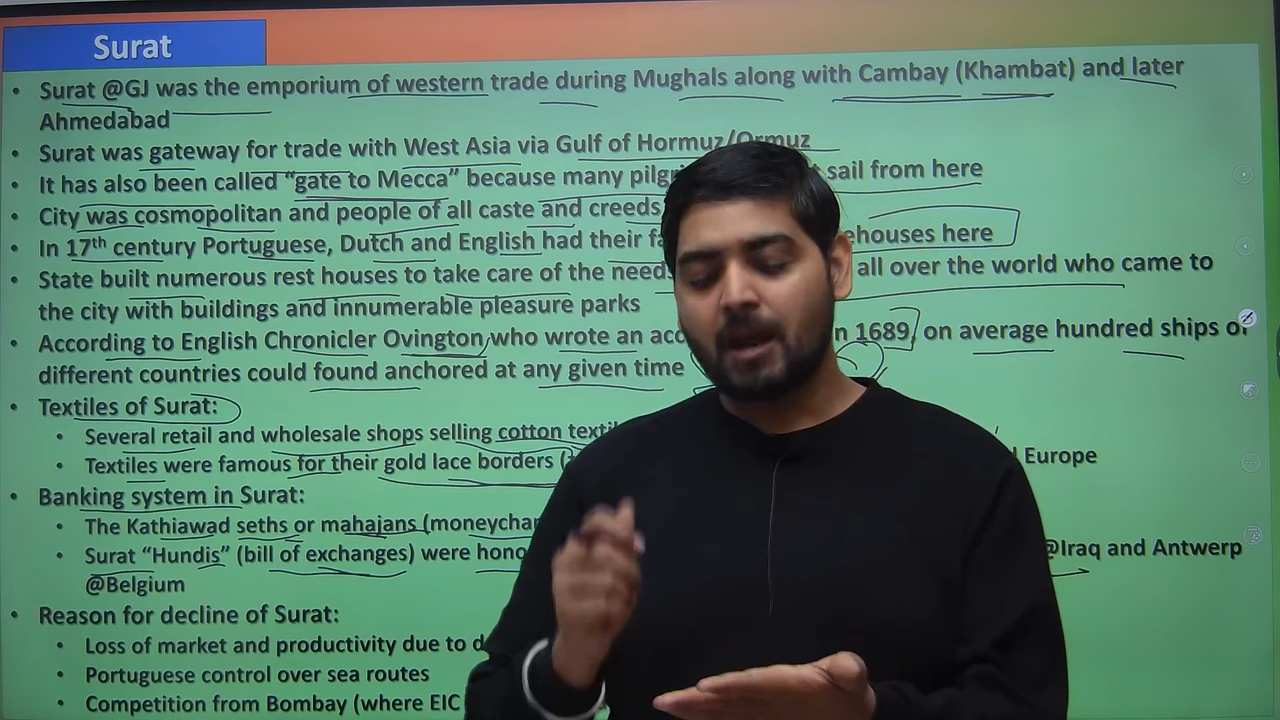 Surat
• Surat @GJ was the emporium of western trade during Mughals along with Cambay (Khambat) and later
Ahmedabad
• Surat was gateway for trade with West Asia via Gulf of Hormuz/Ormuz
• It has also been called "gate to Mecca" because many sail from here
• City was cosmopolitan and people of all caste and creeds
• In 17th century Portuguese, Dutch and English had their here
• State built numerous rest houses to take care of the all over the world who came to
the city with buildings and innumerable pleasure parks
• According to English Chronicler Ovington who wrote an 1689, on average hundred ships of
different countries could found anchored at any given time
• Textiles of Surat:
• Several retail and wholesale shops selling cotton
• Textiles were famous for their gold lace borders Europe
• Banking system in Surat:
• The Kathiawad seths or mahajans
• Surat "Hundis" (bill of exchanges) were @Iraq and Antwerp
@Belgium
• Reason for decline of Surat:
• Loss of market and productivity due to
• Portuguese control over sea routes
• Competition from Bombay (where EIC